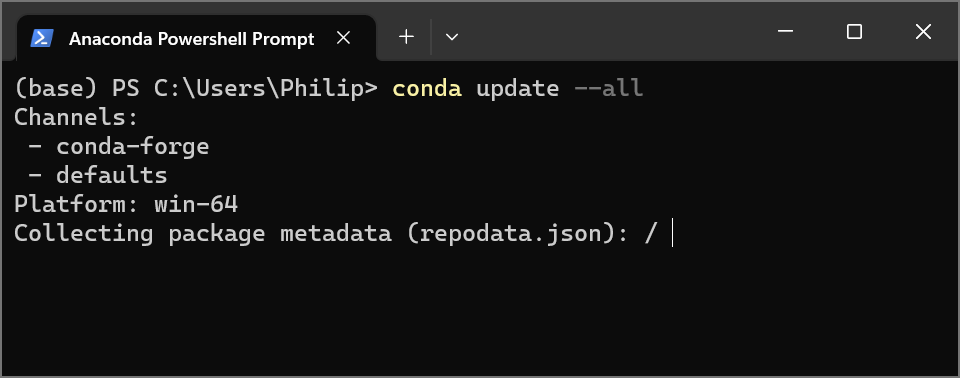 Anaconda Powershell Prompt
(base) PS C:\Users\Philip> conda update --all
Channels:
 - conda-forge
 - defaults
Platform: win-64
Collecting package metadata (repodata.json): /